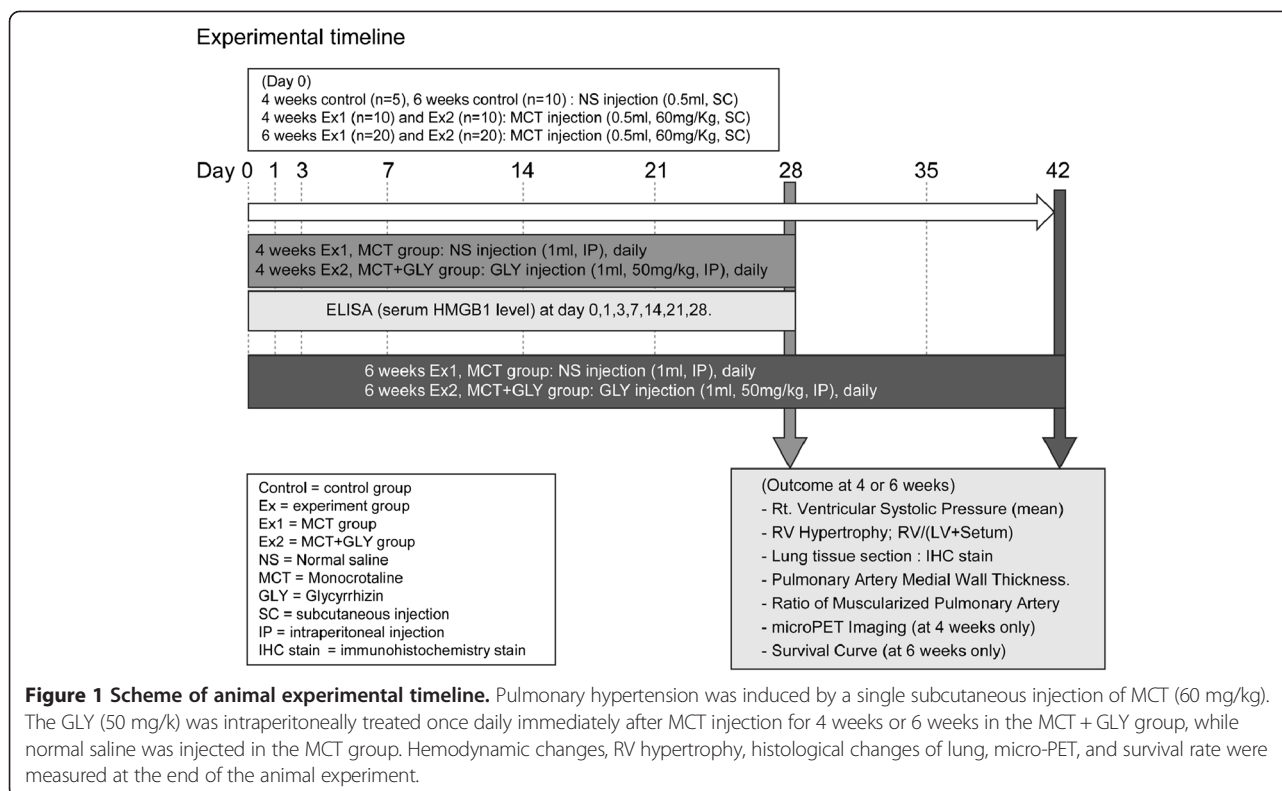 Experimental timeline
(Day 0)
4 weeks control (n=5), 6 weeks control (n=10) : NS injection (0.5ml, SC)
4 weeks Ex1 (n=10) and Ex2 (n=10): MCT injection (0.5ml, 60mg/Kg, SC)
6 weeks Ex1 (n=20) and Ex2 (n=20): MCT injection (0.5ml, 60mg/Kg, SC)
Day 0 1 3 7 14 21 28 35 42
4 weeks Ex1, MCT group: NS injection (1ml, IP), daily
4 weeks Ex2, MCT+GLY group: GLY injection (1ml, 50mg/kg, IP), daily
ELISA (serum HMGB1 level) at day 0,1,3,7,14,21,28.
6 weeks Ex1, MCT group: NS injection (1ml, IP), daily
6 weeks Ex2, MCT+GLY group: GLY injection (1ml, 50mg/kg, IP), daily
Control = control group
Ex = experiment group
Ex1 = MCT group
Ex2 = MCT+GLY group
NS = Normal saline
MCT = Monocrotaline
GLY = Glycyrrhizin
SC = subcutaneous injection
IP = intraperitoneal injection
IHC stain = immunohistochemistry stain
(Outcome at 4 or 6 weeks)
- Rt. Ventricular Systolic Pressure (mean)
- RV Hypertrophy; RV/(LV+Setum)
- Lung tissue section : IHC stain
- Pulmonary Artery Medial Wall Thickness.
- Ratio of Muscularized Pulmonary Artery
- microPET Imaging (at 4 weeks only)
- Survival Curve (at 6 weeks only)
Figure 1 Scheme of animal experimental timeline. Pulmonary hypertension was induced by a single subcutaneous injection of MCT (60 mg/kg).
The GLY (50 mg/k) was intraperitoneally treated once daily immediately after MCT injection for 4 weeks or 6 weeks in the MCT + GLY group, while
normal saline was injected in the MCT group. Hemodynamic changes, RV hypertrophy, histological changes of lung, micro-PET, and survival rate were
measured at the end of the animal experiment.